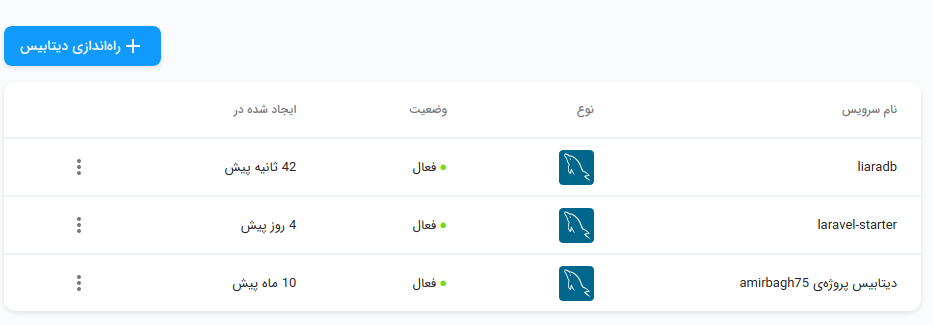 راه‌اندازی دیتابیس
نام سرویس نوع وضعیت ایجاد شده در
liaradb فعال 42 ثانیه پیش
laravel-starter فعال 4 روز پیش
دیتابیس پروژه‌ی amirbagh75 فعال 10 ماه پیش